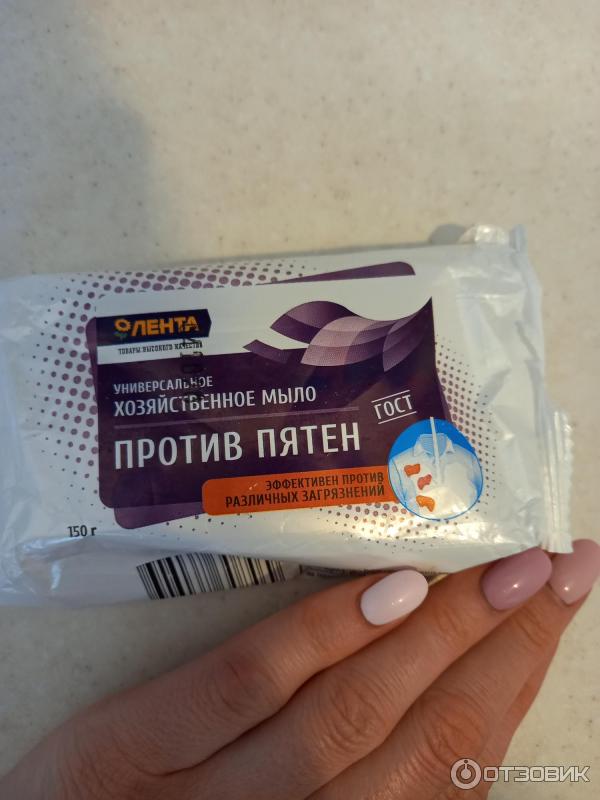 ЛЕНТА
ТОВАРЫ ВЫСОКОГО КАЧЕСТВА
УНИВЕРСАЛЬНОЕ
ХОЗЯЙСТВЕННОЕ МЫЛО
ГОСТ
ПРОТИВ ПЯТЕН
ЭФФЕКТИВЕН ПРОТИВ
РАЗЛИЧНЫХ ЗАГРЯЗНЕНИЙ
150 г
ОТЗОВИК